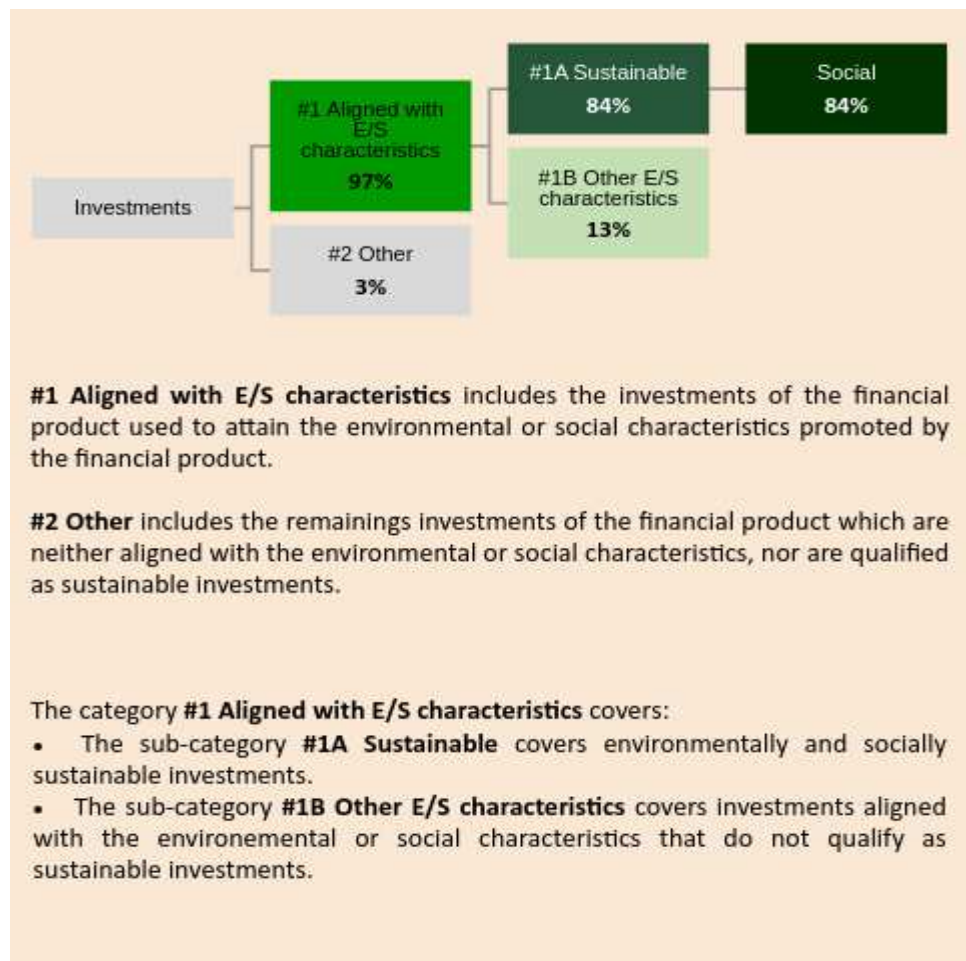 #1A Sustainable
84%
Social
84%
#1 Aligned with
E/S
characteristics
97%
#1B Other E/S
characteristics
13%
Investments
#2 Other
3%
#1 Aligned with E/S characteristics includes the investments of the financial
product used to attain the environmental or social characteristics promoted by
the financial product.
#2 Other includes the remainings investments of the financial product which are
neither aligned with the environmental or social characteristics, nor are qualified
as sustainable investments.
The category #1 Aligned with E/S characteristics covers:
• The sub-category #1A Sustainable covers environmentally and socially
sustainable investments.
• The sub-category #1B Other E/S characteristics covers investments aligned
with the environemental or social characteristics that do not qualify as
sustainable investments.